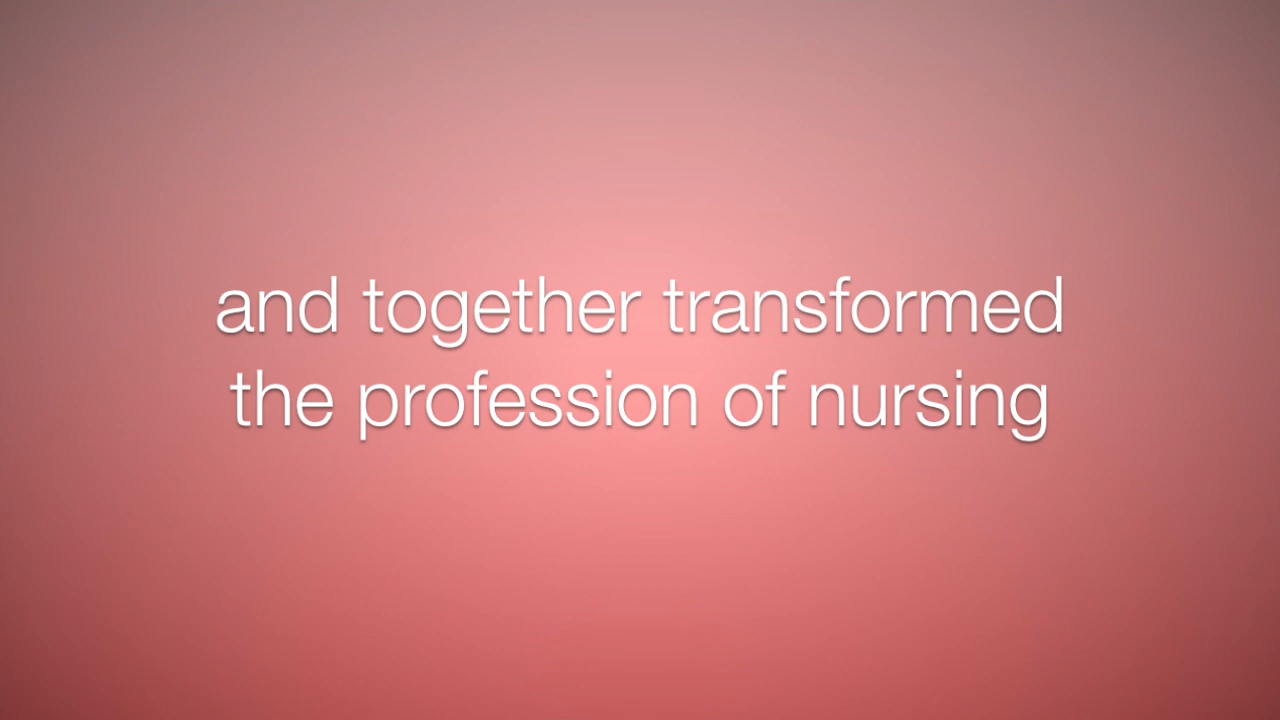 and together transformed
the profession of nursing